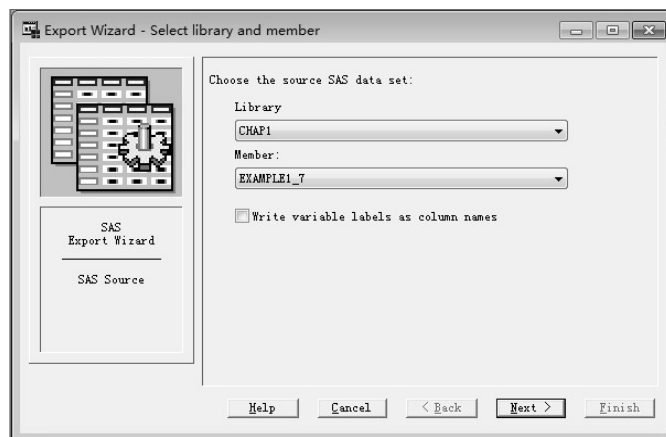 Export Wizard - Select library and member
Choose the source SAS data set:
Library
CHAP1
Member:
EXAMPLE1_7
Write variable labels as column names
SAS
Export Wizard
SAS Source
Help
Cancel
< Back
Next >
Finish